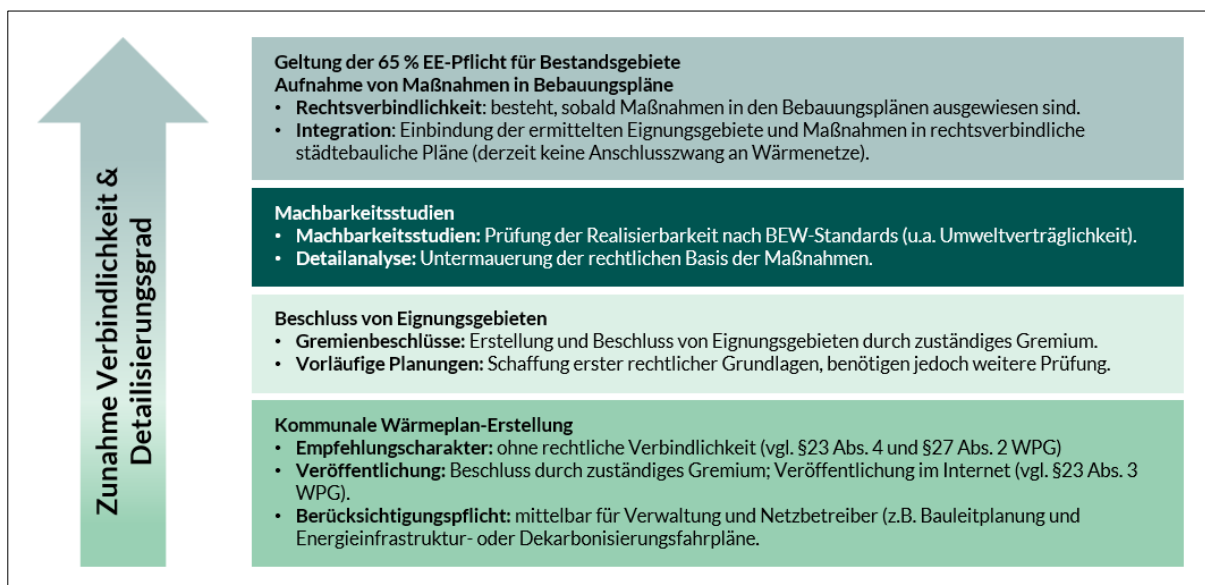 Zunahme Verbindlichkeit &
Detailisierungsgrad
Geltung der 65 % EE-Pflicht für Bestandsgebiete
Aufnahme von Maßnahmen in Bebauungspläne
• Rechtsverbindlichkeit: besteht, sobald Maßnahmen in den Bebauungsplänen ausgewiesen sind.
• Integration: Einbindung der ermittelten Eignungsgebiete und Maßnahmen in rechtsverbindliche
städtebauliche Pläne (derzeit keine Anschlusszwang an Wärmenetze).
Machbarkeitsstudien
• Machbarkeitsstudien: Prüfung der Realisierbarkeit nach BEW-Standards (u.a. Umweltverträglichkeit).
• Detailanalyse: Untermauerung der rechtlichen Basis der Maßnahmen.
Beschluss von Eignungsgebieten
• Gremienbeschlüsse: Erstellung und Beschluss von Eignungsgebieten durch zuständiges Gremium.
• Vorläufige Planungen: Schaffung erster rechtlicher Grundlagen, benötigen jedoch weitere Prüfung.
Kommunale Wärmeplan-Erstellung
• Empfehlungscharakter: ohne rechtliche Verbindlichkeit (vgl. §23 Abs. 4 und §27 Abs. 2 WPG)
• Veröffentlichung: Beschluss durch zuständiges Gremium; Veröffentlichung im Internet (vgl. §23 Abs. 3
WPG).
• Berücksichtigungspflicht: mittelbar für Verwaltung und Netzbetreiber (z.B. Bauleitplanung und
Energieinfrastruktur- oder Dekarbonisierungsfahrpläne.